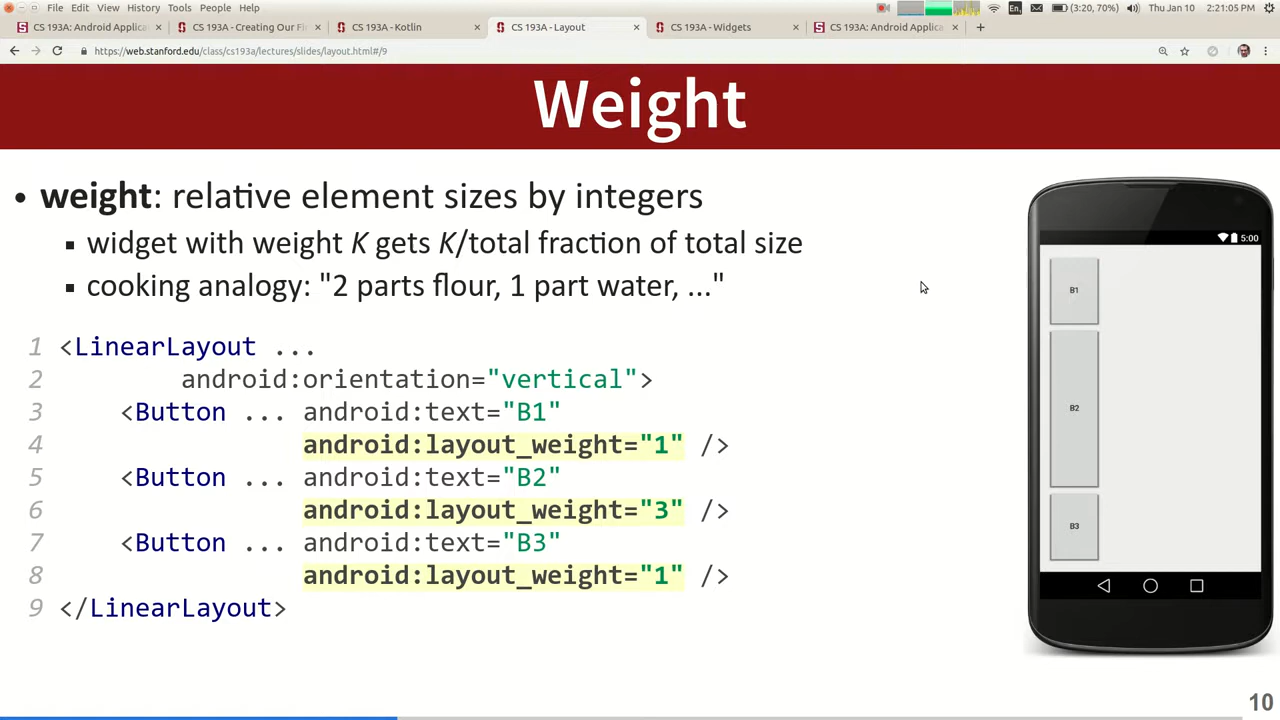 File Edit View History Tools People Help
En
(3:20, 70%)
Thu Jan 10 2:21:05 PM
CS 193A: Android Applica
CS 193A - Creating Our Fi
CS 193A - Kotlin
CS 193A - Layout
CS 193A - Widgets
CS 193A: Android Applica
https://web.stanford.edu/class/cs193a/lectures/slides/layout.html#/9
Weight
• weight: relative element sizes by integers
▪ widget with weight K gets K/total fraction of total size
▪ cooking analogy: "2 parts flour, 1 part water, ..."
1 <LinearLayout ...
2 android:orientation="vertical">
3 <Button ... android:text="B1"
4 android:layout_weight="1" />
5 <Button ... android:text="B2"
6 android:layout_weight="3" />
7 <Button ... android:text="B3"
8 android:layout_weight="1" />
9 </LinearLayout>
5:00
B1
B2
B3
10